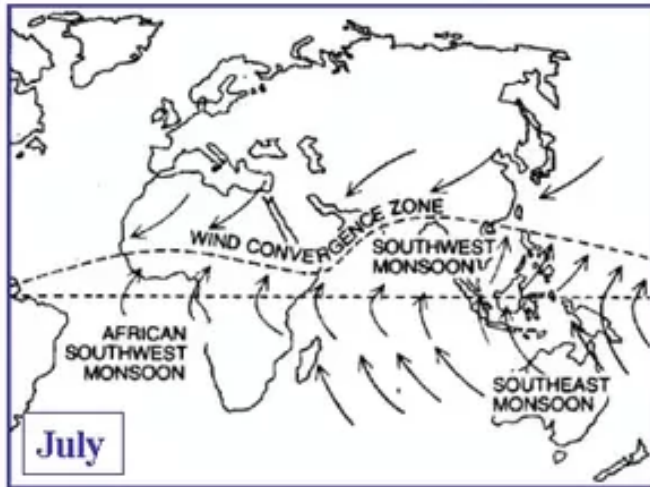 WIND CONVERGENCE ZONE
SOUTHWEST
MONSOON
AFRICAN
SOUTHWEST
MONSOON
SOUTHEAST
MONSOON
July